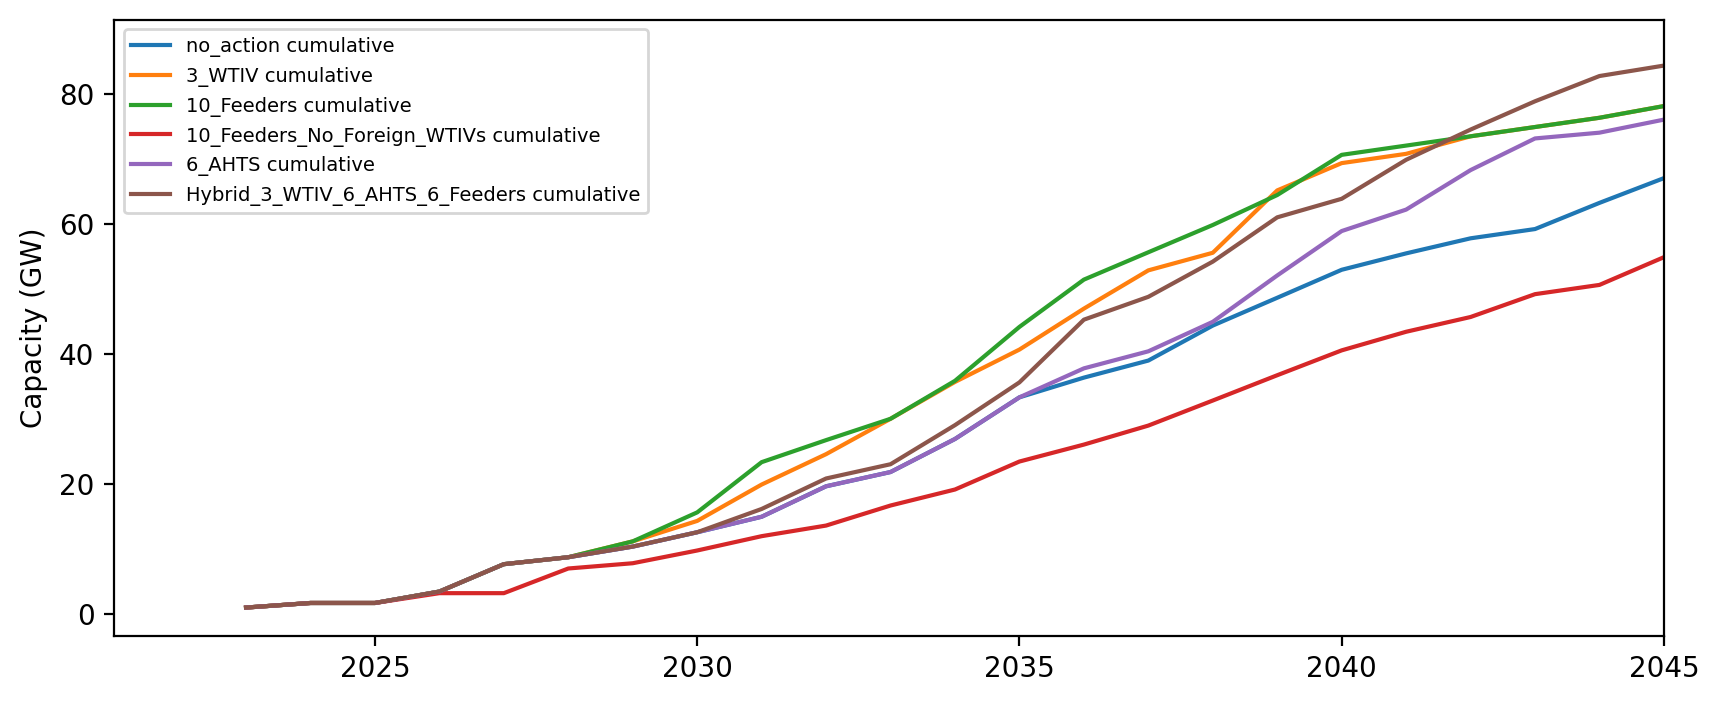 no_action cumulative
3_WTIV cumulative
10_Feeders cumulative
10_Feeders_No_Foreign_WTIVs cumulative
6_AHTS cumulative
Hybrid_3_WTIV_6_AHTS_6_Feeders cumulative
Capacity (GW)
80
60
40
20
0
2025 2030 2035 2040 2045